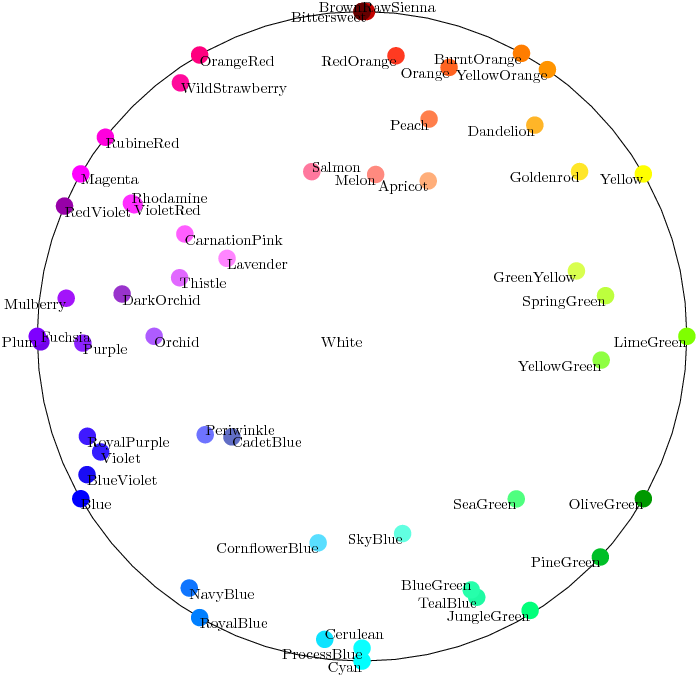 Brown RawSienna
Bittersweet
OrangeRed
RedOrange
BurntOrange
Orange
YellowOrange
WildStrawberry
Peach
Dandelion
RubineRed
Salmon
Melon
Apricot
Goldenrod
Yellow
Magenta
Rhodamine
RedViolet
VioletRed
CarnationPink
Lavender
GreenYellow
Thistle
DarkOrchid
SpringGreen
Mulberry
Fuchsia
Plum
Purple
Orchid
White
LimeGreen
YellowGreen
Periwinkle
RoyalPurple
CadetBlue
Violet
BlueViolet
Blue
SeaGreen
OliveGreen
SkyBlue
CornflowerBlue
PineGreen
BlueGreen
NavyBlue
TealBlue
JungleGreen
RoyalBlue
Cerulean
ProcessBlue
Cyan